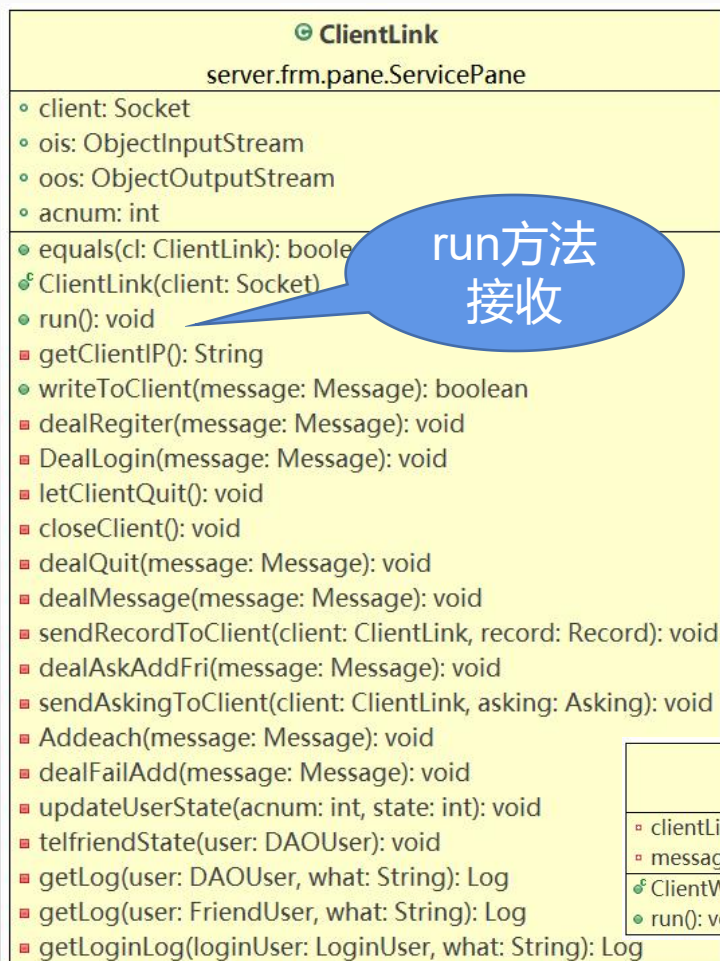 ClientLink
server.frm.pane.ServicePane
client: Socket
ois: ObjectInputStream
oos: ObjectOutputStream
acnum: int
equals(cl: ClientLink): boole
ClientLink(client: Socket)
run(): void
getClientIP(): String
writeToClient(message: Message): boolean
dealRegiter(message: Message): void
DealLogin(message: Message): void
letClientQuit(): void
closeClient(): void
dealQuit(message: Message): void
dealMessage(message: Message): void
sendRecordToClient(client: ClientLink, record: Record): void
dealAskAddFri(message: Message): void
sendAskingToClient(client: ClientLink, asking: Asking): void
Addeach(message: Message): void
dealFailAdd(message: Message): void
updateUserState(acnum: int, state: int): void
telfriendState(user: DAOUser): void
getLog(user: DAOUser, what: String): Log
getLog(user: FriendUser, what: String): Log
getLoginLog(loginUser: LoginUser, what: String): Log
run方法
接收
clientLi
messag
ClientW
run(): v